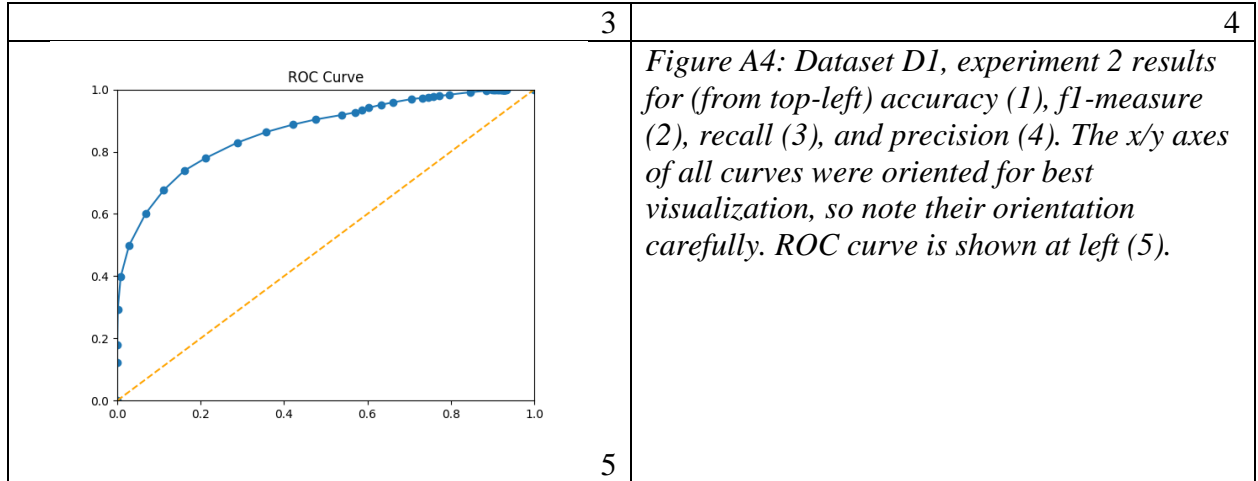 3
4
ROC Curve
1.0
0.8
0.6
0.4
0.2
0.0
0.0 0.2 0.4 0.6 0.8 1.0
5
Figure A4: Dataset D1, experiment 2 results
for (from top-left) accuracy (1), f1-measure
(2), recall (3), and precision (4). The x/y axes
of all curves were oriented for best
visualization, so note their orientation
carefully. ROC curve is shown at left (5).